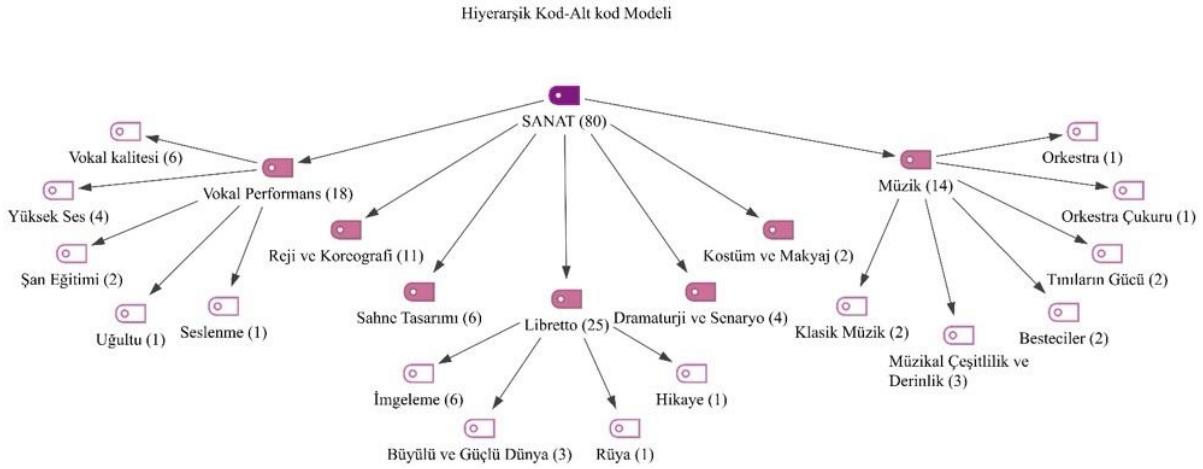 Hiyerarşik Kod-Alt kod Modeli
SANAT (80)
Vokal kalitesi (6)
Vokal Performans (18)
Yüksek Ses (4)
Şan Eğitimi (2)
Uğultu (1)
Seslenme (1)
Reji ve Koreografi (11)
Sahne Tasarımı (6)
Libretto (25)
İmgeleme (6)
Büyülü ve Güçlü Dünya (3)
Rüya (1)
Hikaye (1)
Dramaturji ve Senaryo (4)
Kostüm ve Makyaj (2)
Müzik (14)
Orkestra (1)
Orkestra Çukuru (1)
Tınıların Gücü (2)
Besteciler (2)
Müzikal Çeşitlilik ve
Derinlik (3)
Klasik Müzik (2)